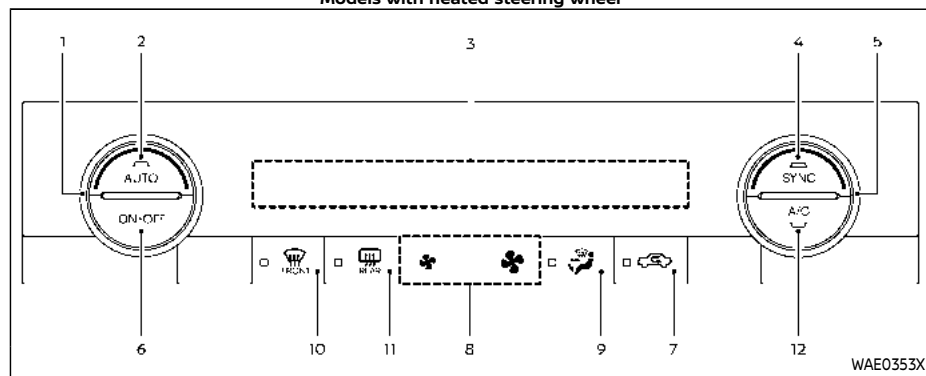 Models with heated steering wheel
1 2 3 4 5
AUTO
ON•OFF
SYNC
A/C
FRONT
REAR
6 10 11 8 9 7 12
WAE0353X